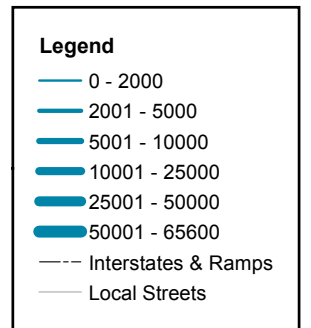 Legend
0 - 2000
2001 - 5000
5001 - 10000
10001 - 25000
25001 - 50000
50001 - 65600
Interstates & Ramps
Local Streets